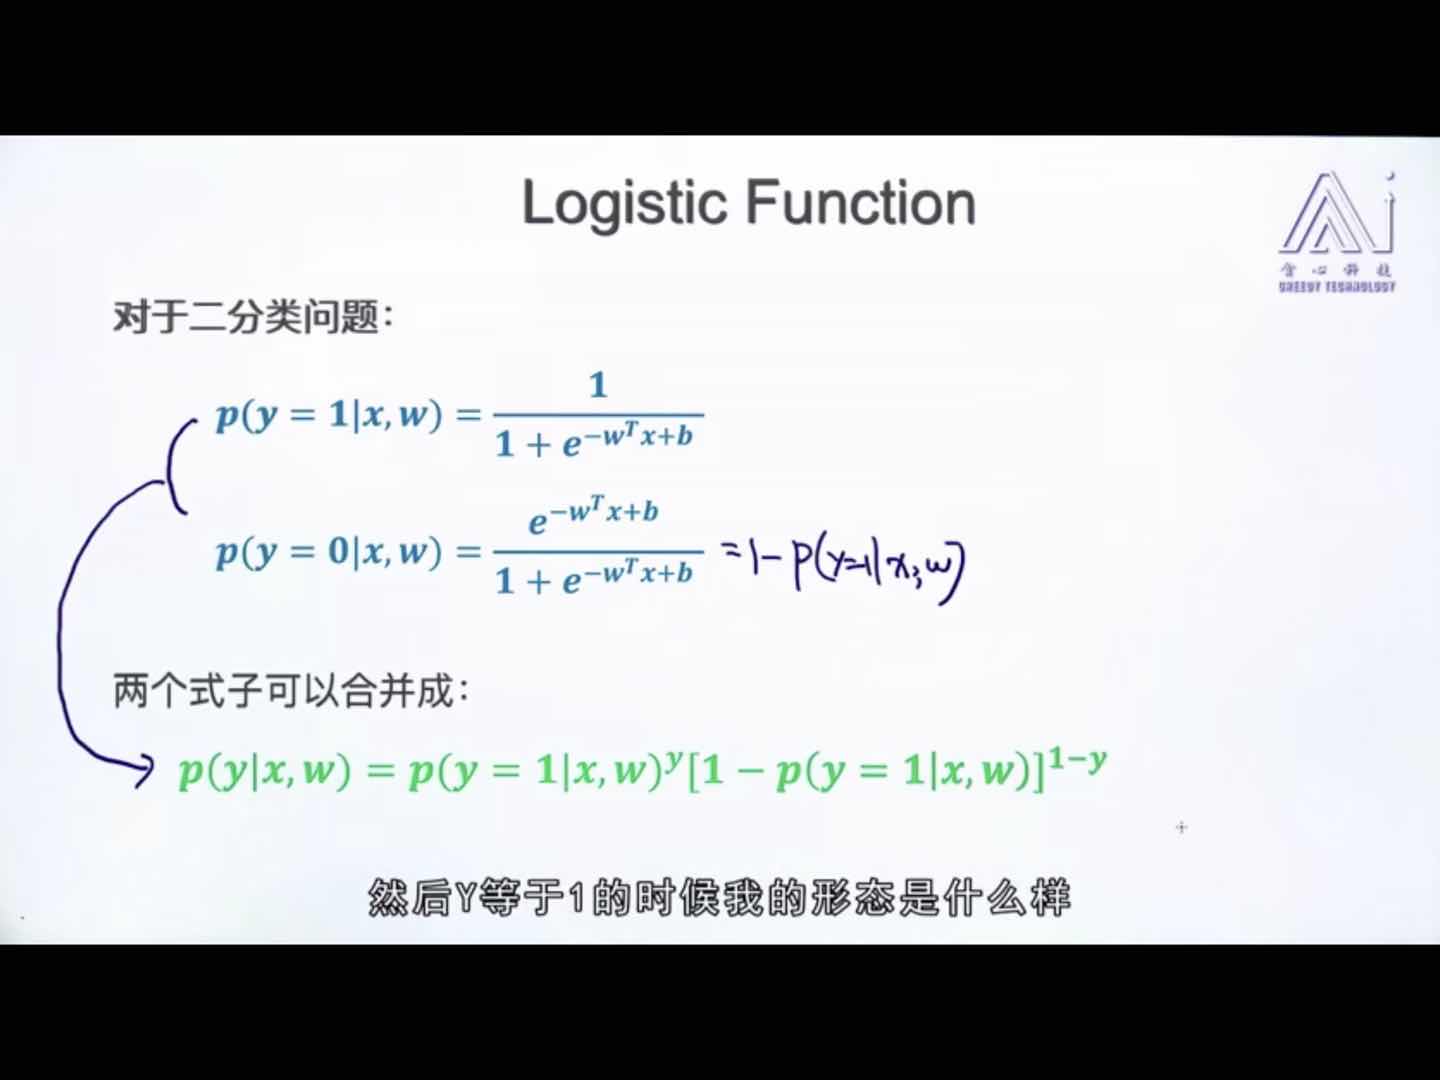 Logistic Function
贪心科技
GREEDY TECHNOLOGY
对于二分类问题：
p(y = 1|x, w) = 1 / (1 + e^{-w^T x+b})
p(y = 0|x, w) = e^{-w^T x+b} / (1 + e^{-w^T x+b}) = 1 - p(y=1|x,w)
两个式子可以合并成：
p(y|x, w) = p(y = 1|x, w)^y [1 − p(y = 1|x, w)]^{1−y}
然后Y等于1的时候我的形态是什么样